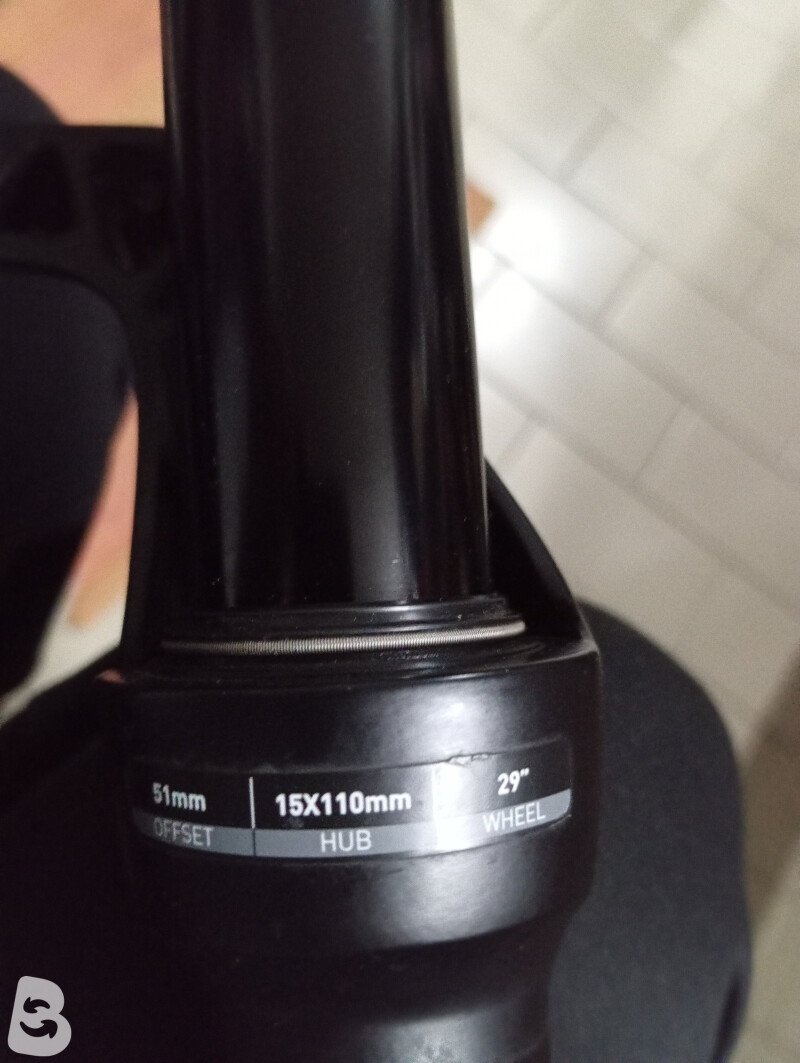 51mm 15X110mm 29"
OFFSET HUB WHEEL
B